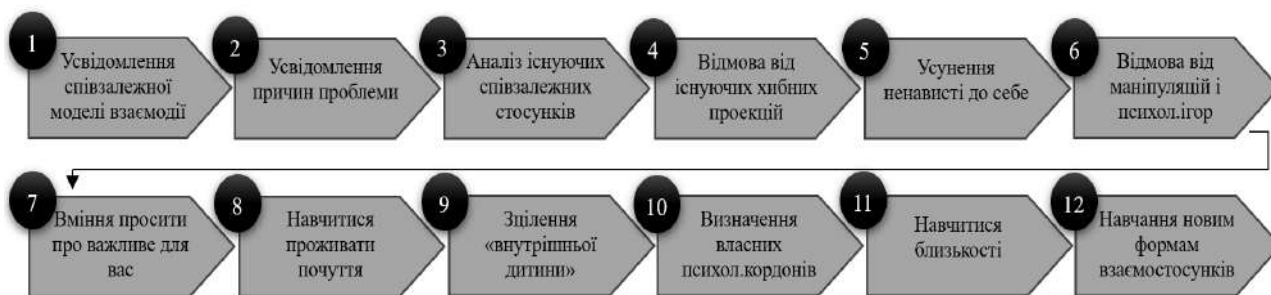 1
Усвідомлення
співзалежної
моделі взаємодії
2
Усвідомлення
причин проблеми
3
Аналіз існуючих
співзалежних
стосунків
4
Відмова від
існуючих хибних
проекцій
5
Усунення
ненависті до себе
6
Відмова від
маніпуляцій і
психол.ігор
7
Вміння просити
про важливе для
вас
8
Навчитися
проживати
почуття
9
Зцілення
«внутрішньої
дитини»
10
Визначення
власних
психол.кордонів
11
Навчитися
близькості
12
Навчання новим
формам
взаємостосунків